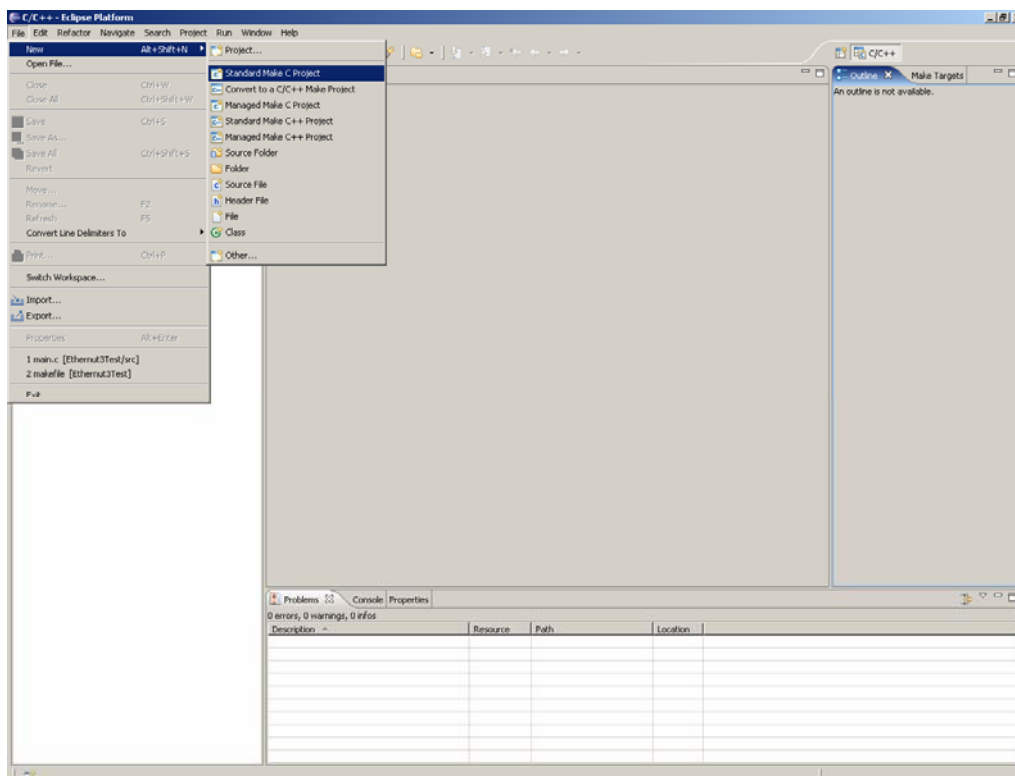 C/C++ - Eclipse Platform
File Edit Refactor Navigate Search Project Run Window Help
New Alt+Shift+N
Open File...
Close Ctrl+W
Close All Ctrl+Shift+W
Save Ctrl+S
Save As...
Save All Ctrl+Shift+S
Revert
Move...
Rename... F2
Refresh F5
Convert Line Delimiters To
Print... Ctrl+P
Switch Workspace...
Import...
Export...
Properties Alt+Enter
1 main.c [Ethernut3Test/src]
2 makefile [Ethernut3Test]
Exit
Project...
Standard Make C Project
Convert to a C/C++ Make Project
Managed Make C Project
Standard Make C++ Project
Managed Make C++ Project
Source Folder
Folder
Source File
Header File
File
Class
Other...
C/C++
Outline Make Targets
An outline is not available.
Problems Console Properties
0 errors, 0 warnings, 0 infos
Description Resource Path Location